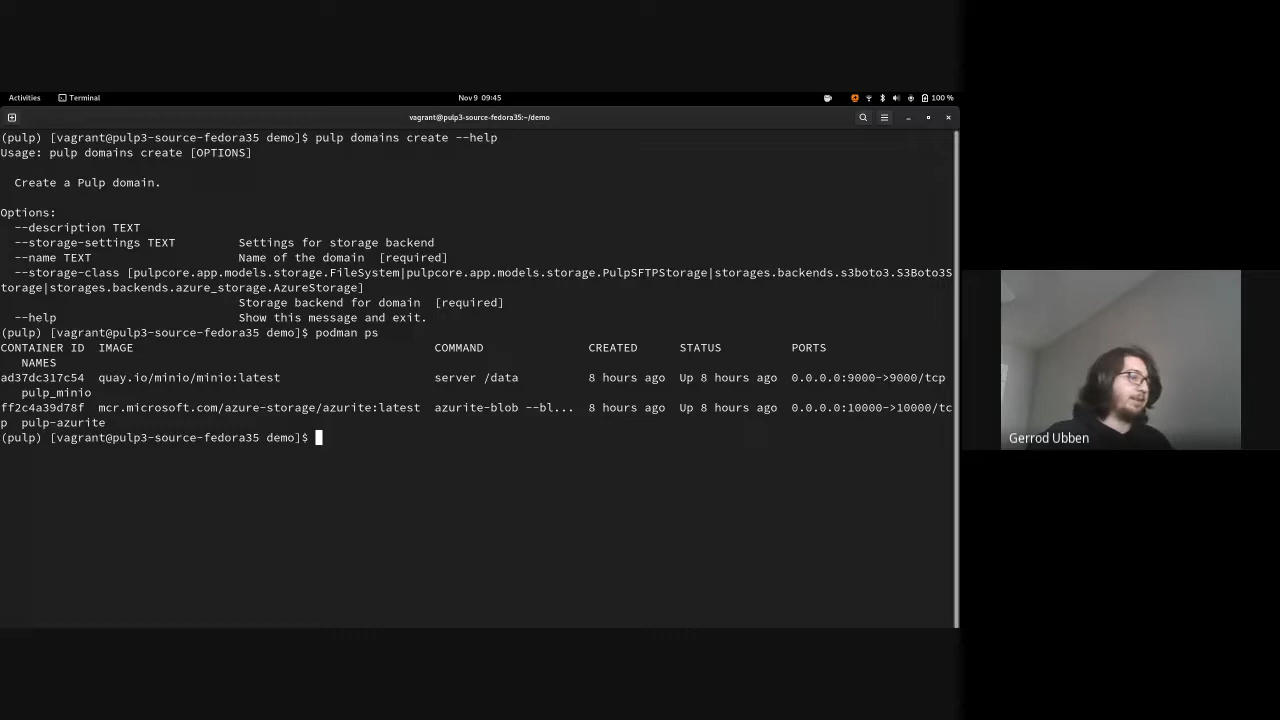 Activities Terminal Nov 9 09:45 100 %
vagrant@pulp3-source-fedora35:~/demo
(pulp) [vagrant@pulp3-source-fedora35 demo]$ pulp domains create --help
Usage: pulp domains create [OPTIONS]
Create a Pulp domain.
Options:
--description TEXT
--storage-settings TEXT Settings for storage backend
--name TEXT Name of the domain [required]
--storage-class [pulpcore.app.models.storage.FileSystem|pulpcore.app.models.storage.PulpSFTPStorage|storages.backends.s3boto3.S3Boto3S
torage|storages.backends.azure_storage.AzureStorage]
Storage backend for domain [required]
--help Show this message and exit.
(pulp) [vagrant@pulp3-source-fedora35 demo]$ podman ps
CONTAINER ID IMAGE COMMAND CREATED STATUS PORTS
NAMES
ad37dc317c54 quay.io/minio/minio:latest server /data 8 hours ago Up 8 hours ago 0.0.0.0:9000->9000/tcp
pulp_minio
ff2c4a39d78f mcr.microsoft.com/azure-storage/azurite:latest azurite-blob --bl... 8 hours ago Up 8 hours ago 0.0.0.0:10000->10000/tc
p pulp-azurite
(pulp) [vagrant@pulp3-source-fedora35 demo]$
Gerrod Ubben